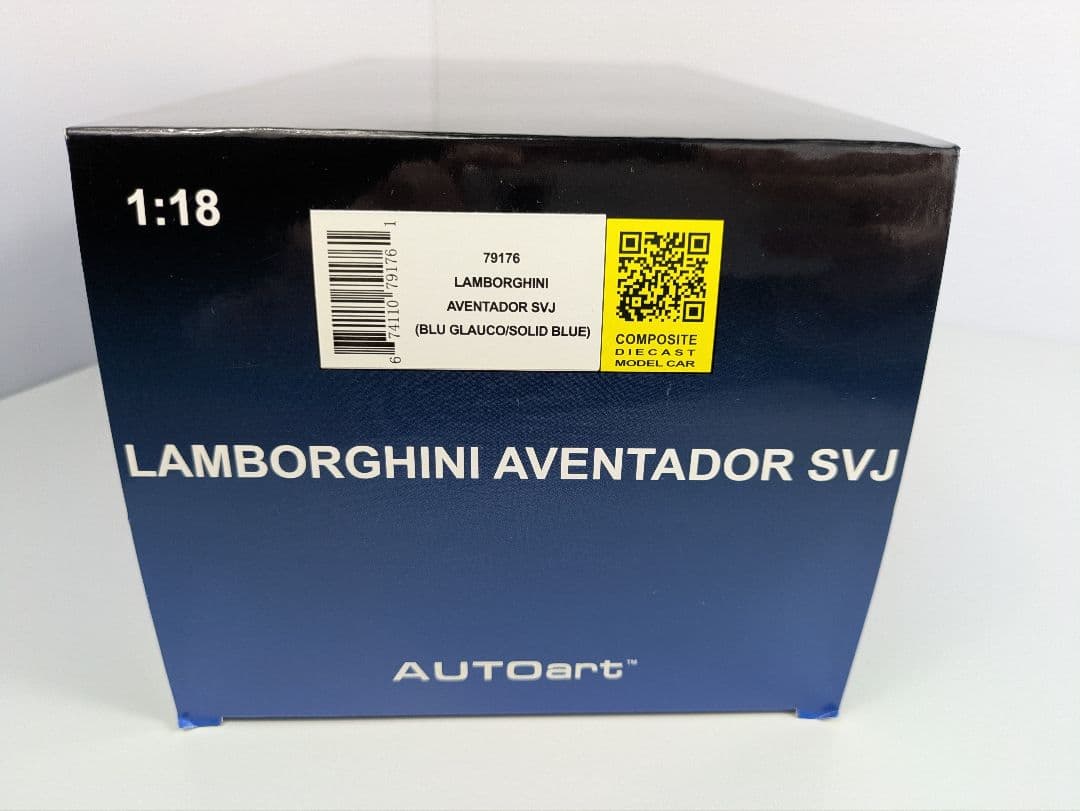 1:18
6 74110 79176 1
79176
LAMBORGHINI
AVENTADOR SVJ
(BLU GLAUCO/SOLID BLUE)
COMPOSITE
DIECAST
MODEL CAR
LAMBORGHINI AVENTADOR SVJ
AUTOart™